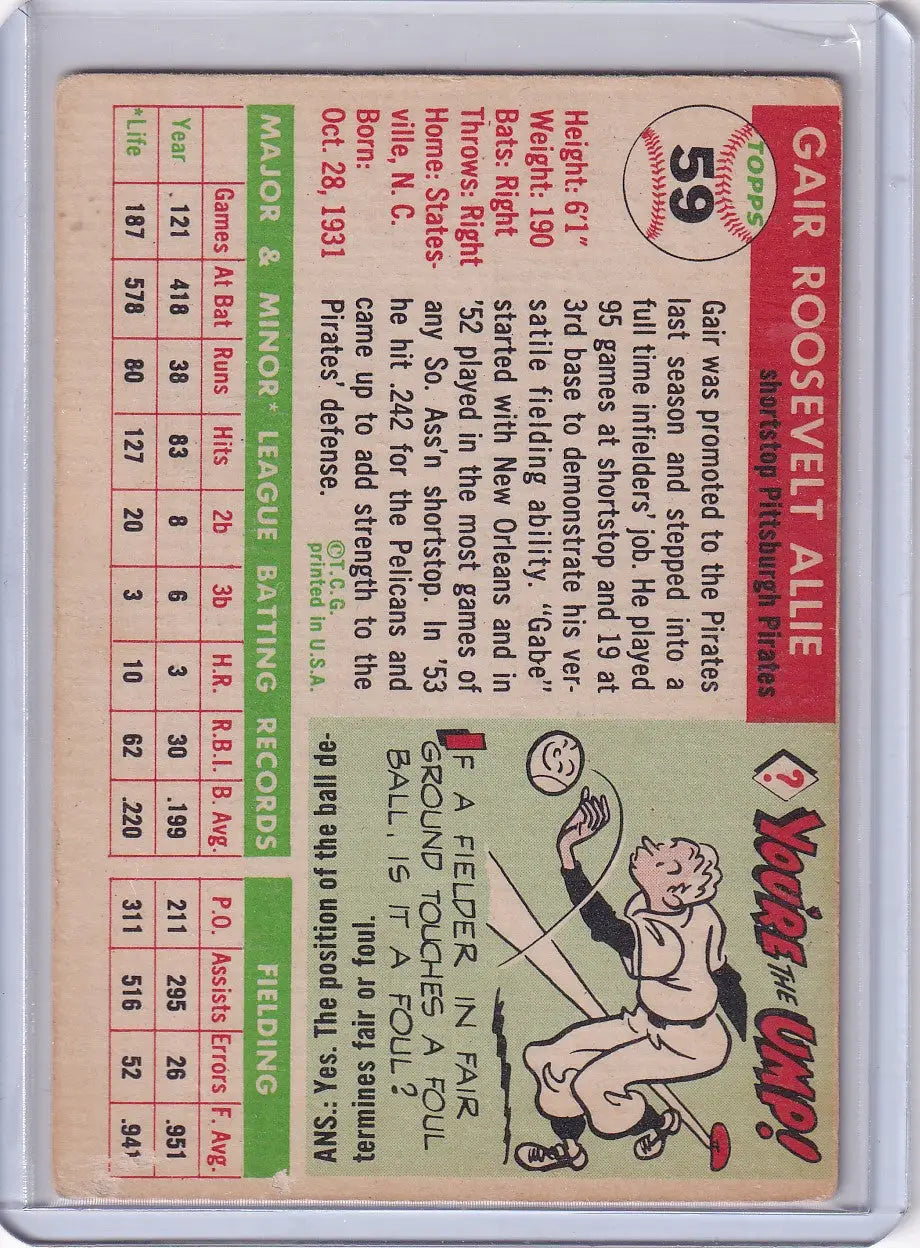 GAIR ROOSEVELT ALLIE
shortstop Pittsburgh Pirates
TOPPS
59
Height: 6'1"
Weight: 190
Bats: Right
Throws: Right
Home: States-
ville, N. C.
Born:
Oct. 28, 1931
Gair was promoted to the Pirates
last season and stepped into a
full time infielders' job. He played
95 games at shortstop and 19 at
3rd base to demonstrate his ver-
satile fielding ability. "Gabe"
started with New Orleans and in
'52 played in the most games of
any So. Ass'n shortstop. In '53
he hit .242 for the Pelicans and
came up to add strength to the
Pirates' defense.
©T.C.G.
printed in U.S.A.
? YOU'RE THE UMP!
IF A FIELDER IN FAIR
GROUND TOUCHES A FOUL
BALL, IS IT A FOUL?
ANS.: Yes. The position of the ball de-
termines fair or foul.
MAJOR & MINOR* LEAGUE BATTING RECORDS FIELDING
Games At Bat Runs Hits 2b 3b H.R. R.B.I. B. Avg. P.O. Assists Errors F. Avg.
Year 121 418 38 83 8 6 3 30 .199 211 295 26 .951
*Life 187 578 80 127 20 3 10 62 .220 311 516 52 .941